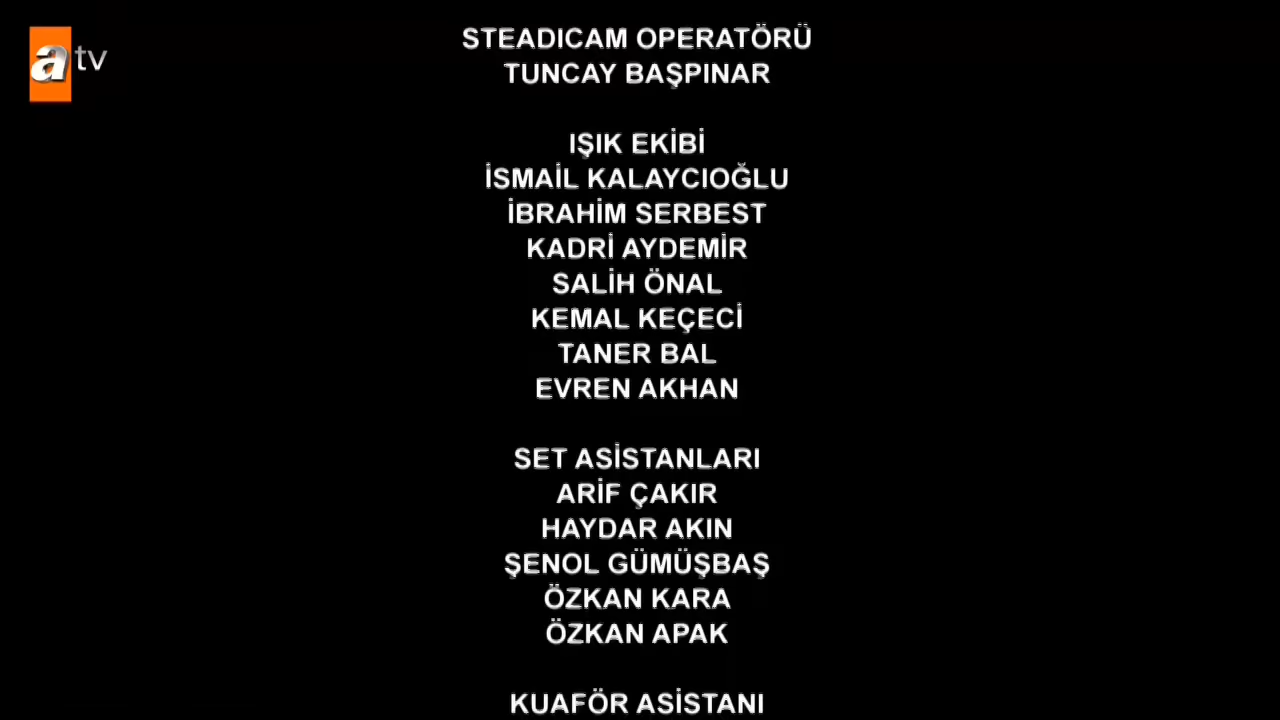 atv
STEADICAM OPERATÖRÜ
TUNCAY BAŞPINAR
IŞIK EKİBİ
İSMAİL KALAYCIOĞLU
İBRAHİM SERBEST
KADRİ AYDEMİR
SALİH ÖNAL
KEMAL KEÇECİ
TANER BAL
EVREN AKHAN
SET ASİSTANLARI
ARİF ÇAKIR
HAYDAR AKIN
ŞENOL GÜMÜŞBAŞ
ÖZKAN KARA
ÖZKAN APAK
KUAFÖR ASİSTANI